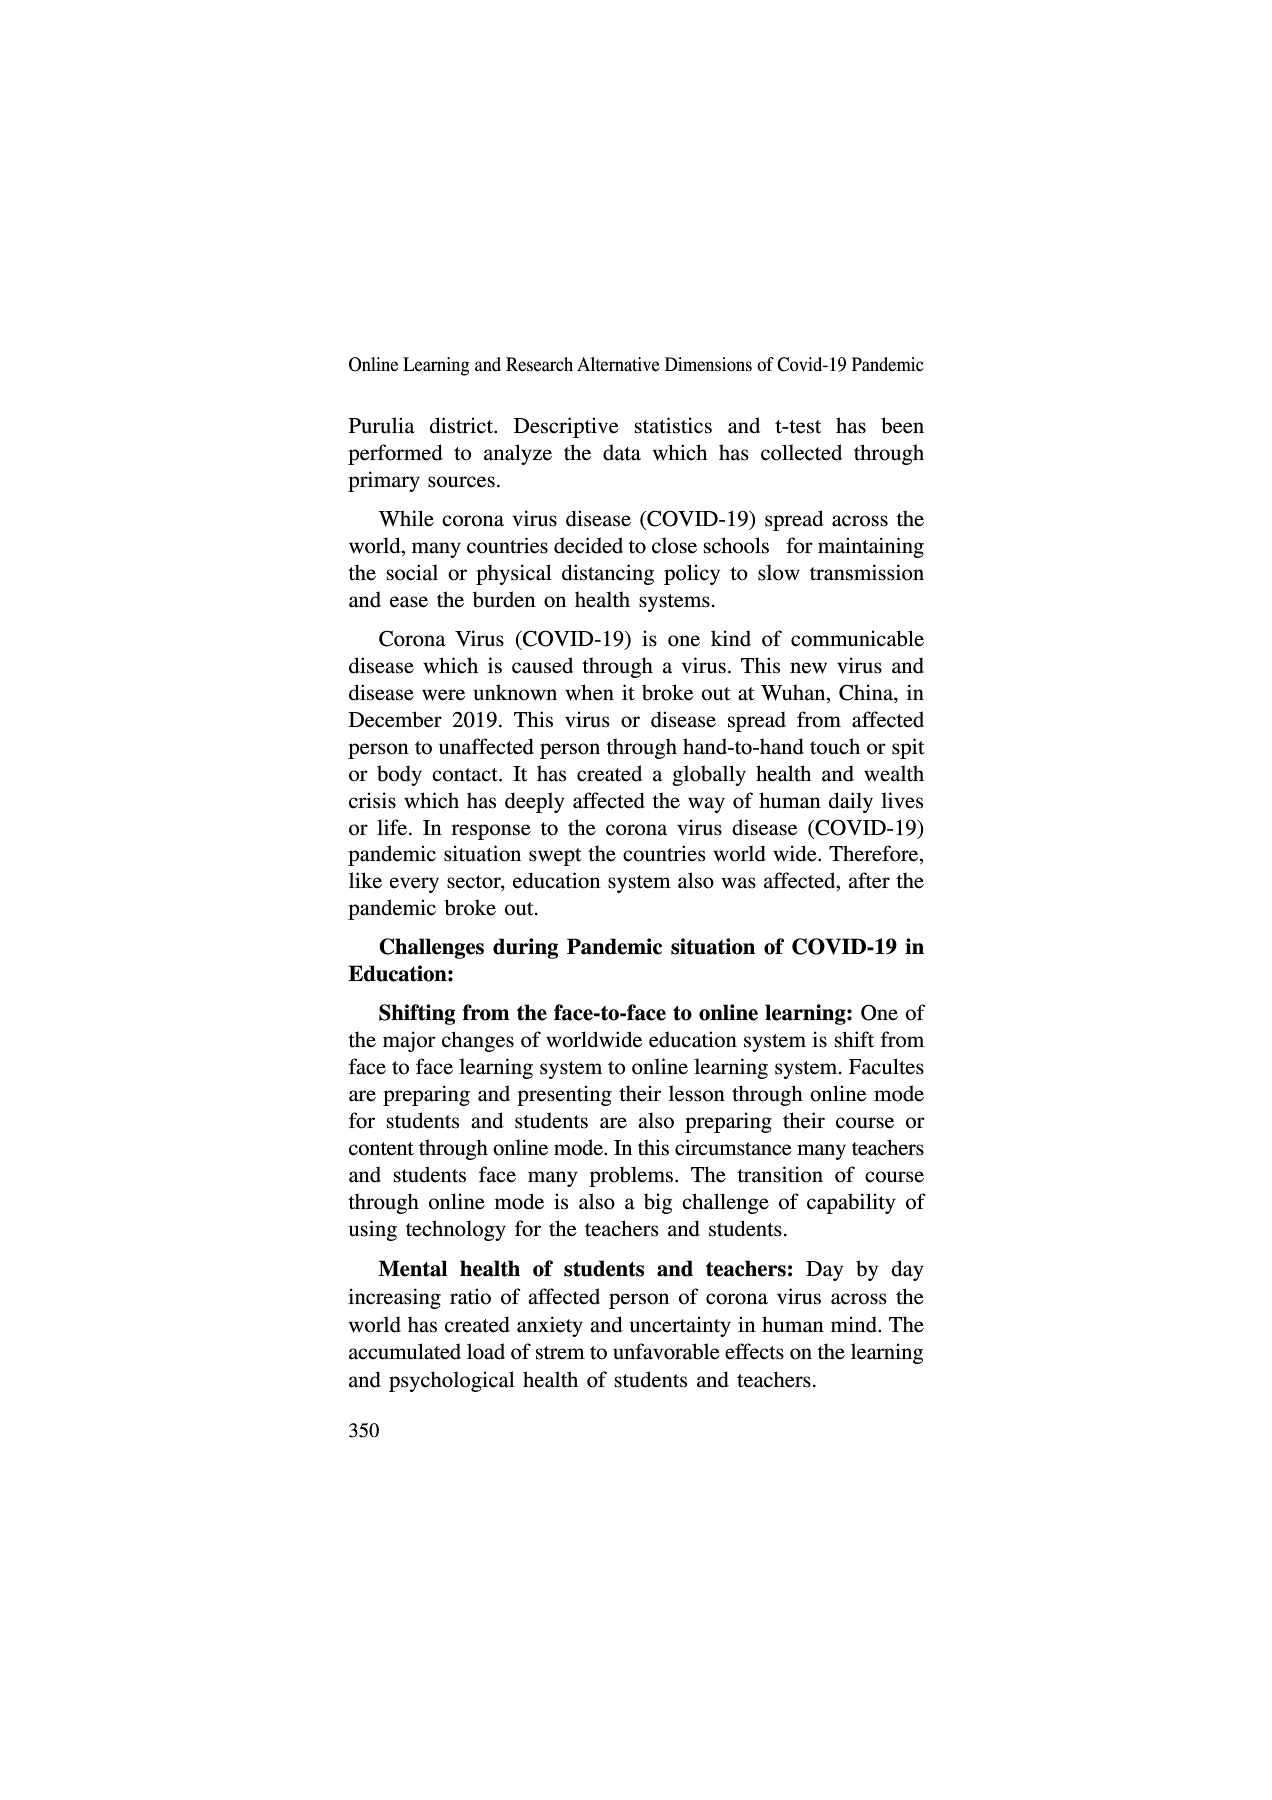 Online Learning and Research Alternative Dimensions of Covid-19 Pandemic
Purulia district. Descriptive statistics and t-test has been
performed to analyze the data which has collected through
primary sources.
While corona virus disease (COVID-19) spread across the
world, many countries decided to close schools for maintaining
the social or physical distancing policy to slow transmission
and ease the burden on health systems.
Corona Virus (COVID-19) is one kind of communicable
disease which is caused through a virus. This new virus and
disease were unknown when it broke out at Wuhan, China, in
December 2019. This virus or disease spread from affected
person to unaffected person through hand-to-hand touch or spit
or body contact. It has created a globally health and wealth
crisis which has deeply affected the way of human daily lives
or life. In response to the corona virus disease (COVID-19)
pandemic situation swept the countries world wide. Therefore,
like every sector, education system also was affected, after the
pandemic broke out.
Challenges during Pandemic situation of COVID-19 in
Education:
Shifting from the face-to-face to online learning: One of
the major changes of worldwide education system is shift from
face to face learning system to online learning system. Facultes
are preparing and presenting their lesson through online mode
for students and students are also preparing their course or
content through online mode. In this circumstance many teachers
and students face many problems. The transition of course
through online mode is also a big challenge of capability of
using technology for the teachers and students.
Mental health of students and teachers: Day by day
increasing ratio of affected person of corona virus across the
world has created anxiety and uncertainty in human mind. The
accumulated load of strem to unfavorable effects on the learning
and psychological health of students and teachers.
350